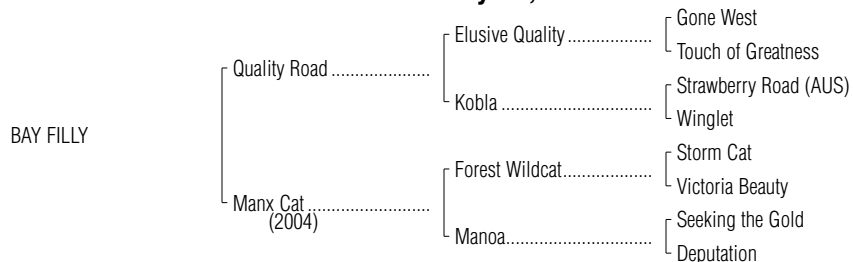 Gone West
Elusive Quality ....................
Touch of Greatness
Quality Road ......................
Strawberry Road (AUS)
Kobla .............................
Winglet
BAY FILLY
Storm Cat
Forest Wildcat.....................
Victoria Beauty
Manx Cat ...........................
(2004)
Seeking the Gold
Manoa.................................
Deputation